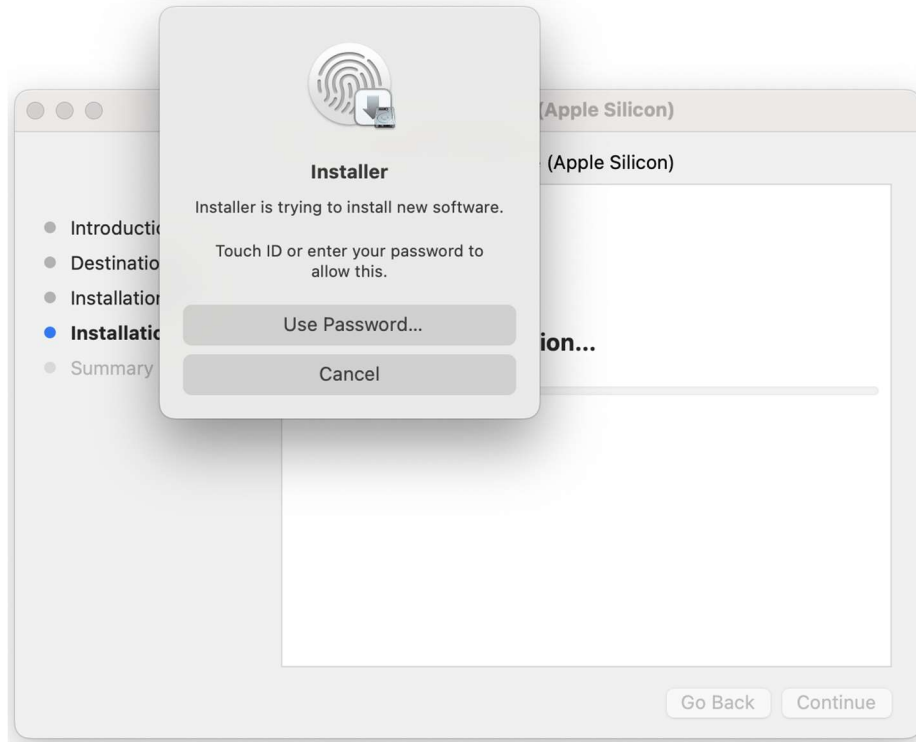 (Apple Silicon)
(Apple Silicon)
Installer
Installer is trying to install new software.
Touch ID or enter your password to
allow this.
Use Password...
Cancel
Introductio
Destinatio
Installation
Installatio
Summary
ion...
Go Back
Continue